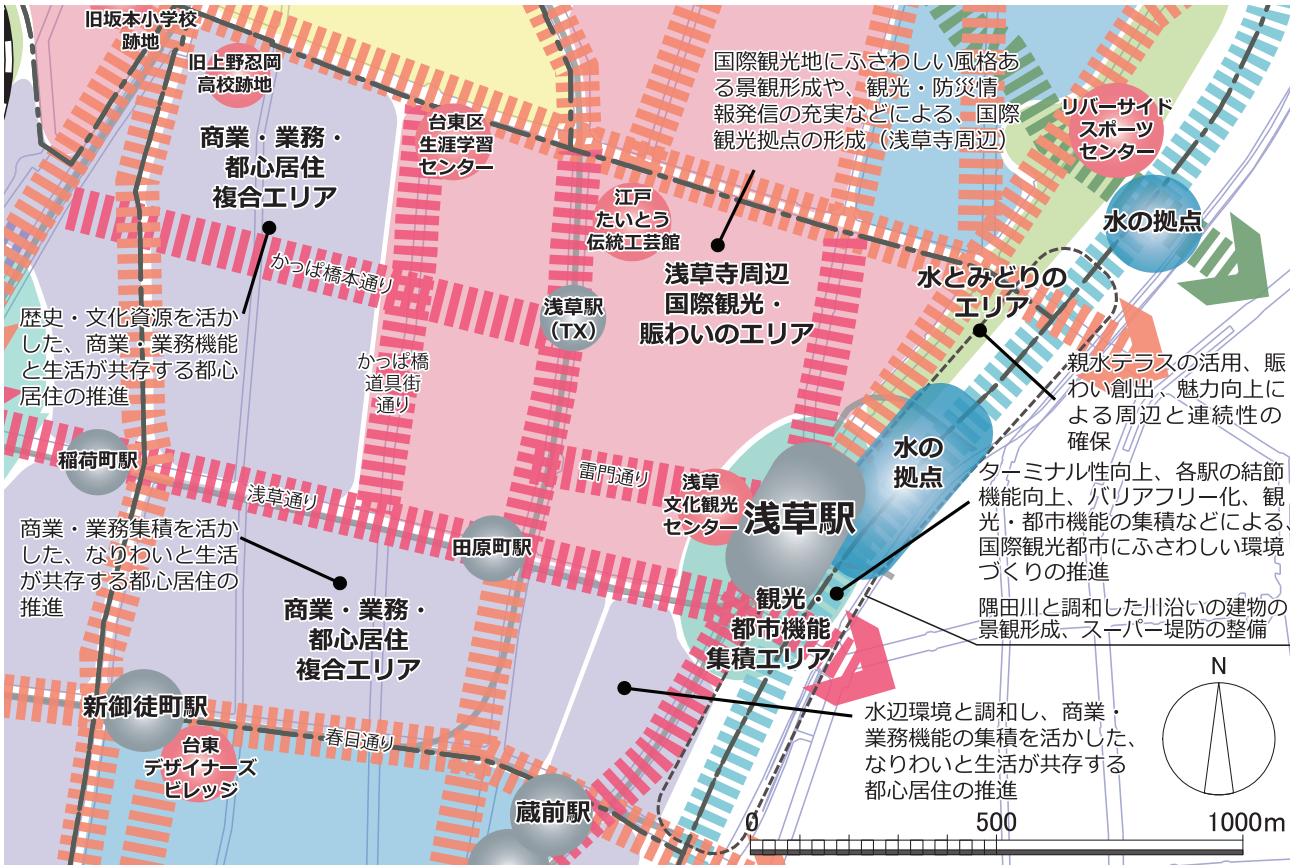 旧坂本小学校
跡地
旧上野忍岡
高校跡地
商業・業務・
都心居住
複合エリア
台東区
生涯学習
センター
国際観光地にふさわしい風格あ
る景観形成や、観光・防災情
報発信の充実などによる、国際
観光拠点の形成（浅草寺周辺）
リバーサイド
スポーツ
センター
江戸
たいとう
伝統工芸館
水の拠点
かっぱ橋本通り
浅草駅
（TX）
浅草寺周辺
国際観光・
賑わいのエリア
水とみどりの
エリア
歴史・文化資源を活か
した、商業・業務機能
と生活が共存する都心
居住の推進
かっぱ橋
道具街
通り
親水テラスの活用、賑
わい創出、魅力向上に
よる周辺と連続性の
確保
稲荷町駅
浅草通り
雷門通り
浅草
文化観光
センター
浅草駅
水の
拠点
ターミナル性向上、各駅の結節
機能向上、バリアフリー化、観
光・都市機能の集積などによる、
国際観光都市にふさわしい環境
づくりの推進
商業・業務集積を活か
した、なりわいと生活
が共存する都心居住の
推進
田原町駅
商業・業務・
都心居住
複合エリア
観光・
都市機能
集積エリア
隅田川と調和した川沿いの建物の
景観形成、スーパー堤防の整備
新御徒町駅
春日通り
台東
デザイナーズ
ビレッジ
水辺環境と調和し、商業・
業務機能の集積を活かした、
なりわいと生活が共存する
都心居住の推進
蔵前駅
N
0 500 1000m